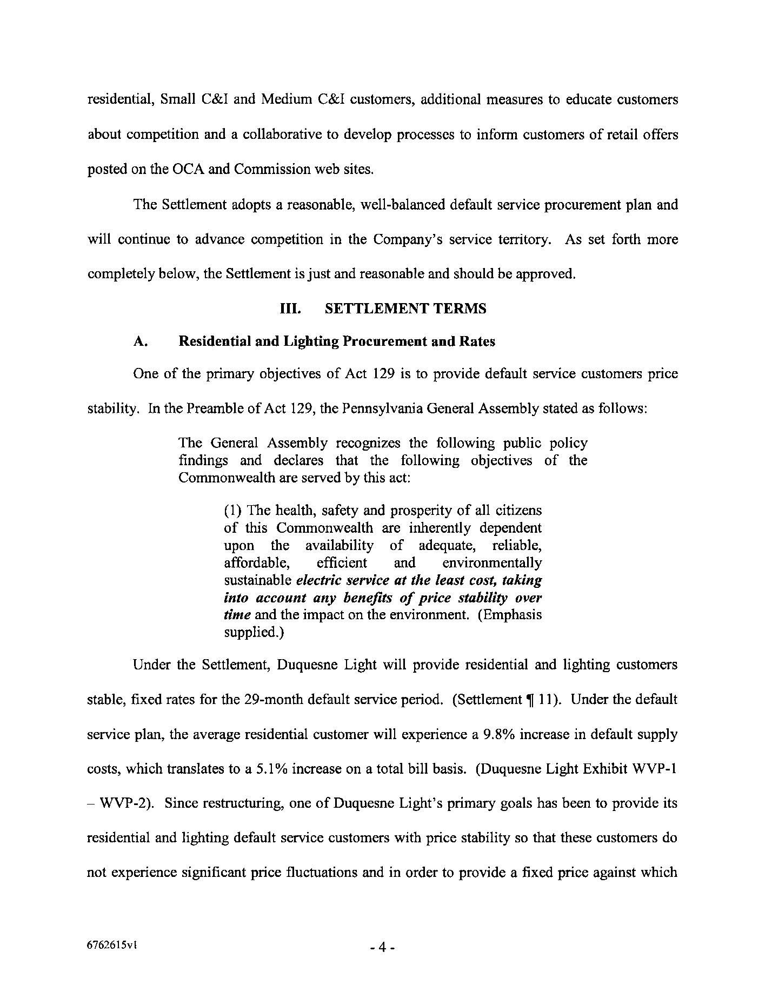 residential, Small C&I and Medium C&I customers, additional measures to educate customers
about competition and a collaborative to develop processes to inform customers of retail offers
posted on the OCA and Commission web sites.
The Settlement adopts a reasonable, well-balanced default service procurement plan and
will continue to advance competition in the Company's service territory. As set forth more
completely below, the Settlement is just and reasonable and should be approved.
III. SETTLEMENT TERMS
A. Residential and Lighting Procurement and Rates
One of the primary objectives of Act 129 is to provide default service customers price
stability. In the Preamble of Act 129, the Pennsylvania General Assembly stated as follows:
The General Assembly recognizes the following public policy
findings and declares that the following objectives of the
Commonwealth are served by this act:
(1) The health, safety and prosperity of all citizens
of this Commonwealth are inherently dependent
upon the availability of adequate, reliable,
affordable, efficient and environmentally
sustainable electric service at the least cost, taking
into account any benefits of price stability over
time and the impact on the environment. (Emphasis
supplied.)
Under the Settlement, Duquesne Light will provide residential and lighting customers
stable, fixed rates for the 29-month default service period. (Settlement ¶ 11). Under the default
service plan, the average residential customer will experience a 9.8% increase in default supply
costs, which translates to a 5.1% increase on a total bill basis. (Duquesne Light Exhibit WVP-1
– WVP-2). Since restructuring, one of Duquesne Light's primary goals has been to provide its
residential and lighting default service customers with price stability so that these customers do
not experience significant price fluctuations and in order to provide a fixed price against which
6762615v1
- 4 -